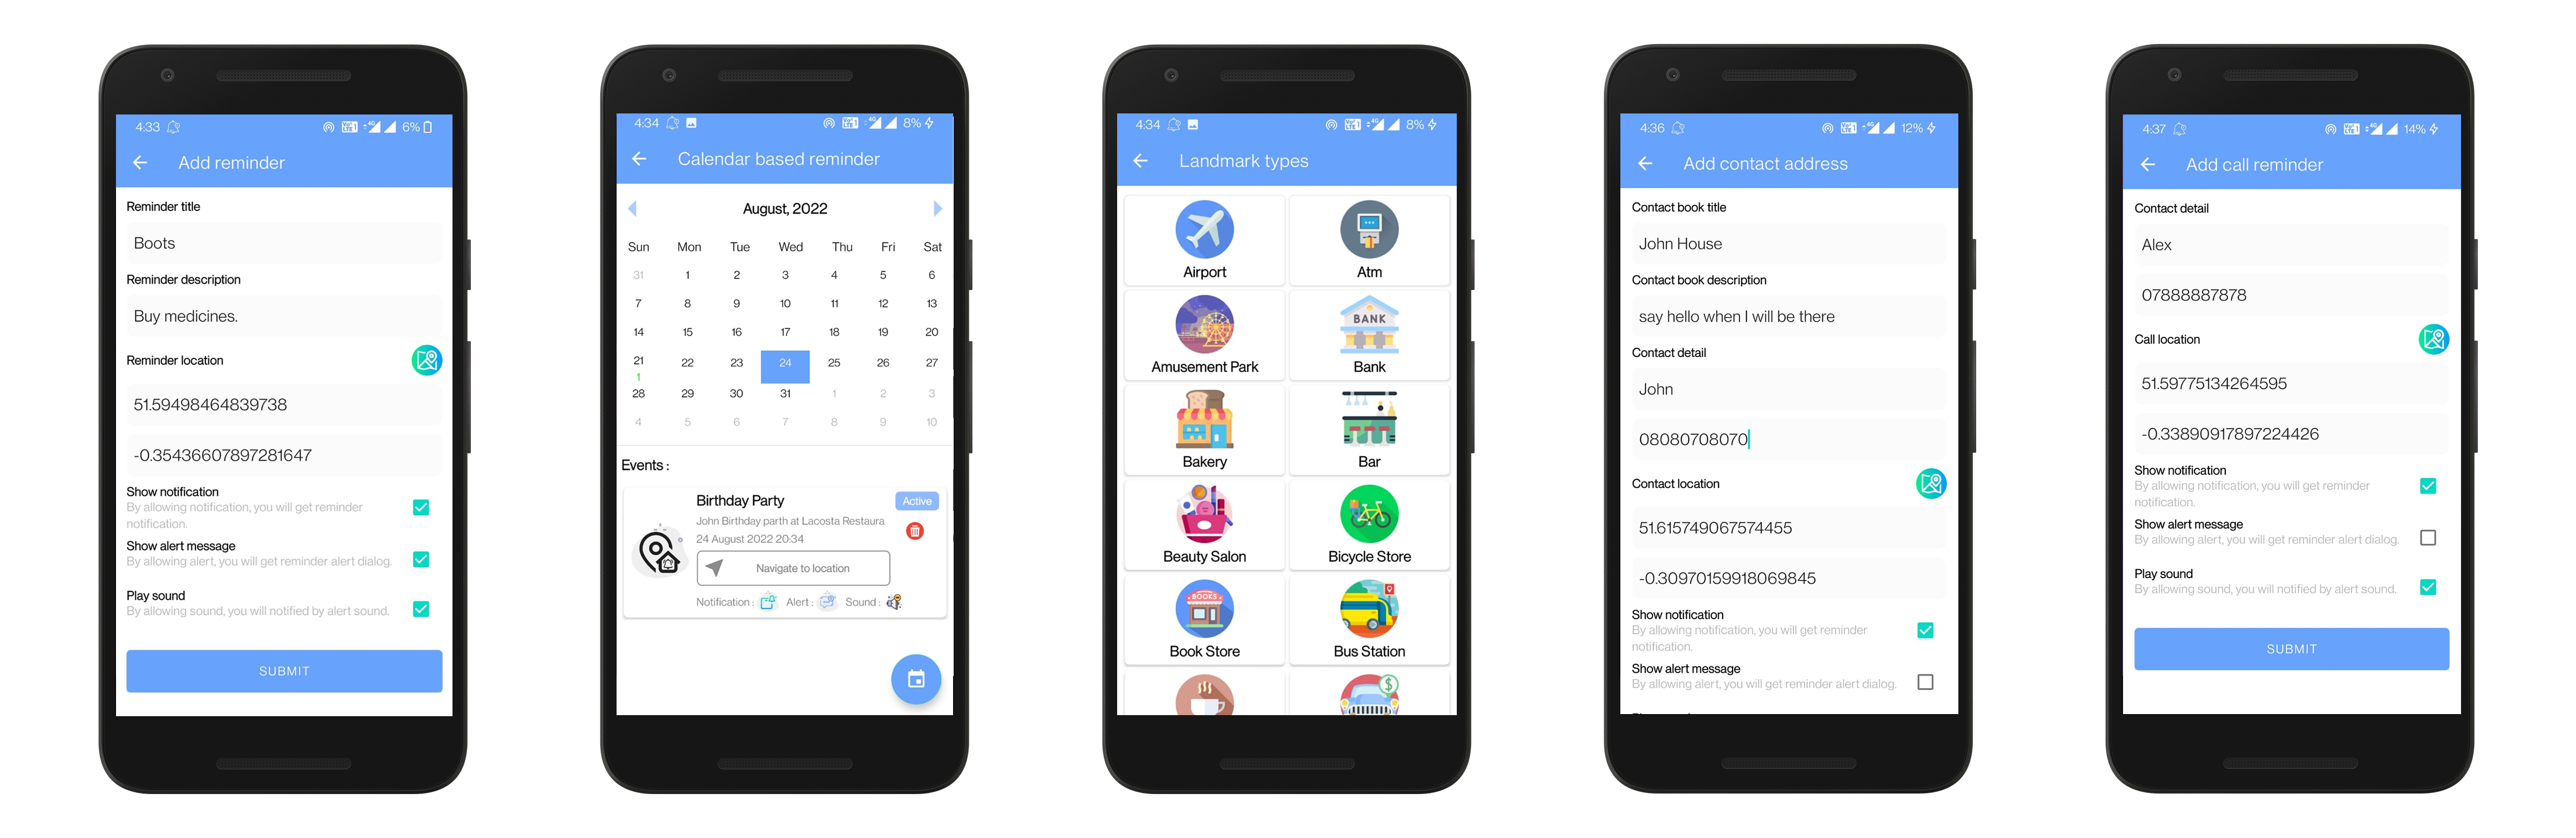 4:33
6%
Add reminder
Reminder title
Boots
Reminder description
Buy medicines.
Reminder location
51.59498464839738
-0.35436607897281647
Show notification
By allowing notification, you will get reminder
notification.
Show alert message
By allowing alert, you will get reminder alert dialog.
Play sound
By allowing sound, you will notified by alert sound.
SUBMIT
4:34
4G
8%
Calendar based reminder
August, 2022
Sun Mon Tue Wed Thu Fri Sat
31 1 2 3 4 5 6
7 8 9 10 11 12 13
14 15 16 17 18 19 20
21 22 23 24 25 26 27
1
28 29 30 31 1 2 3
4 5 6 7 8 9 10
Events :
Birthday Party
Active
John Birthday parth at Lacosta Restaura
24 August 2022 20:34
Navigate to location
Notification : Alert : Sound :
4:34
4G
8%
Landmark types
Airport
Atm
Amusement Park
BANK
Bank
Bakery
Bar
Beauty Salon
Bicycle Store
BOOKS
Book Store
Bus Station
$
4:36
4G
12%
Add contact address
Contact book title
John House
Contact book description
say hello when I will be there
Contact detail
John
08080708070
Contact location
51.615749067574455
-0.30970159918069845
Show notification
By allowing notification, you will get reminder
notification.
Show alert message
By allowing alert, you will get reminder alert dialog.
4:37
4G
14%
Add call reminder
Contact detail
Alex
07888887878
Call location
51.59775134264595
-0.33890917897224426
Show notification
By allowing notification, you will get reminder
notification.
Show alert message
By allowing alert, you will get reminder alert dialog.
Play sound
By allowing sound, you will notified by alert sound.
SUBMIT